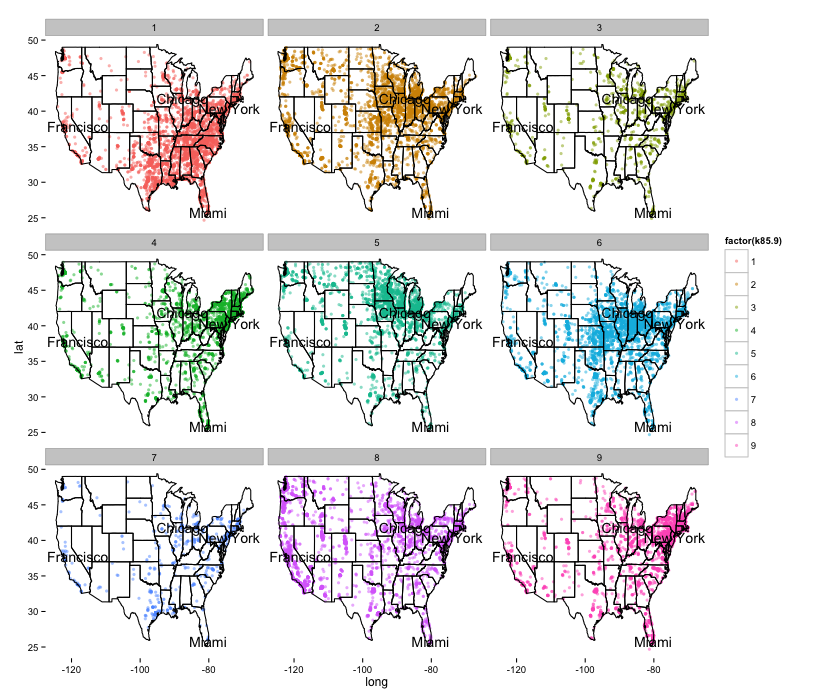 1 2 3
50
45
40
35
30
25
Chicago
New York
Francisco
Miami
Chicago
New York
Francisco
Miami
Chicago
New York
Francisco
Miami
4 5 6
50
45
40
35
30
25
lat
Chicago
New York
Francisco
Miami
Chicago
New York
Francisco
Miami
Chicago
New York
Francisco
Miami
factor(k85.9)
1
2
3
4
5
6
7
8
9
7 8 9
50
45
40
35
30
25
Chicago
New York
Francisco
Miami
Chicago
New York
Francisco
Miami
Chicago
New York
Francisco
Miami
-120 -100 -80 -120 -100 -80 -120 -100 -80
long